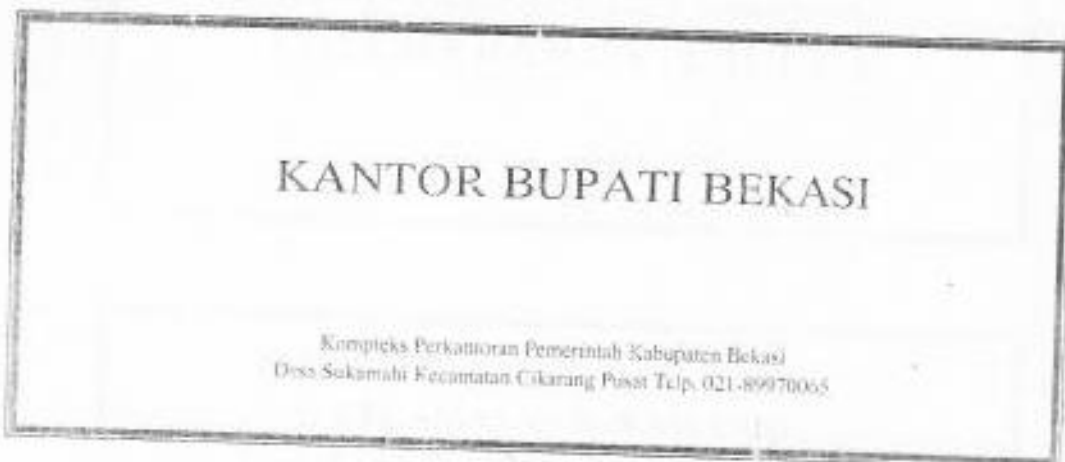 KANTOR BUPATI BEKASI
Kompleks Perkantoran Pemerintah Kabupaten Bekasi
Desa Sukamahi Kecamatan Cikarang Pusat Telp. 021-89970065